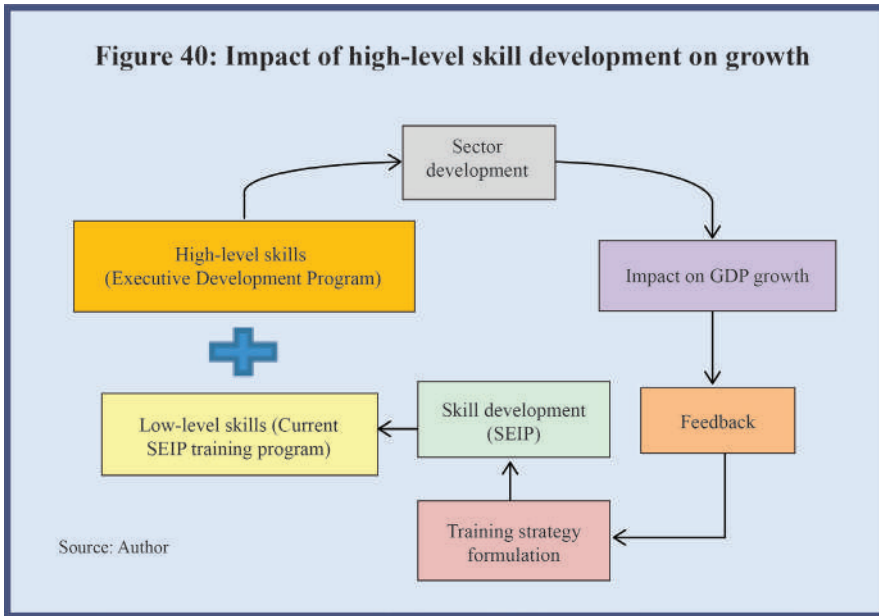 Figure 40: Impact of high-level skill development on growth
Sector
development
High-level skills
(Executive Development Program)
Impact on GDP growth
Low-level skills (Current
SEIP training program)
Skill development
(SEIP)
Feedback
Training strategy
formulation
Source: Author